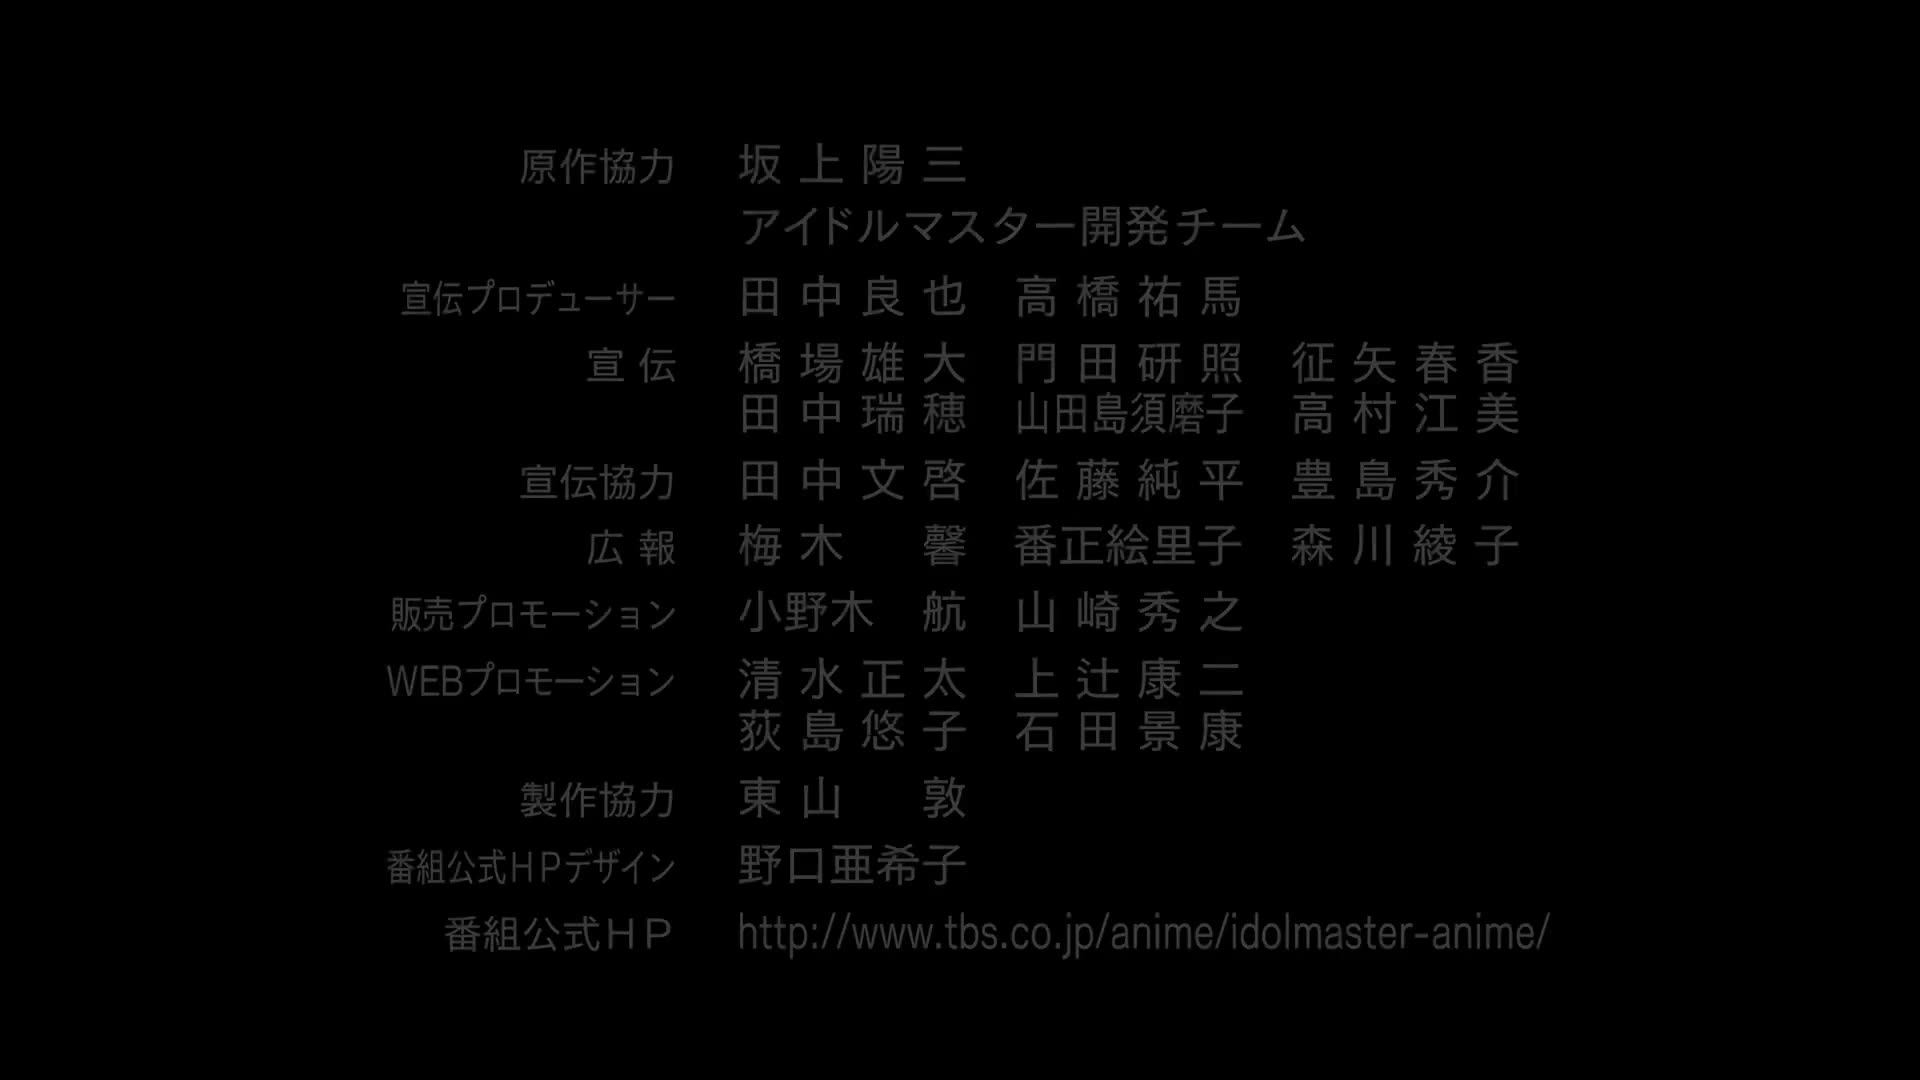 原作協力 坂上陽三
アイドルマスター開発チーム
宣伝プロデューサー 田中良也 高橋祐馬
宣伝 橋場雄大 門田研照 征矢春香
田中瑞穂 山田島須磨子 高村江美
宣伝協力 田中文啓 佐藤純平 豊島秀介
広報 梅木馨 番正絵里子 森川綾子
販売プロモーション 小野木航 山崎秀之
WEBプロモーション 清水正太 上辻康二
荻島悠子 石田景康
製作協力 東山敦
番組公式ＨＰデザイン 野口亜希子
番組公式ＨＰ http://www.tbs.co.jp/anime/idolmaster-anime/